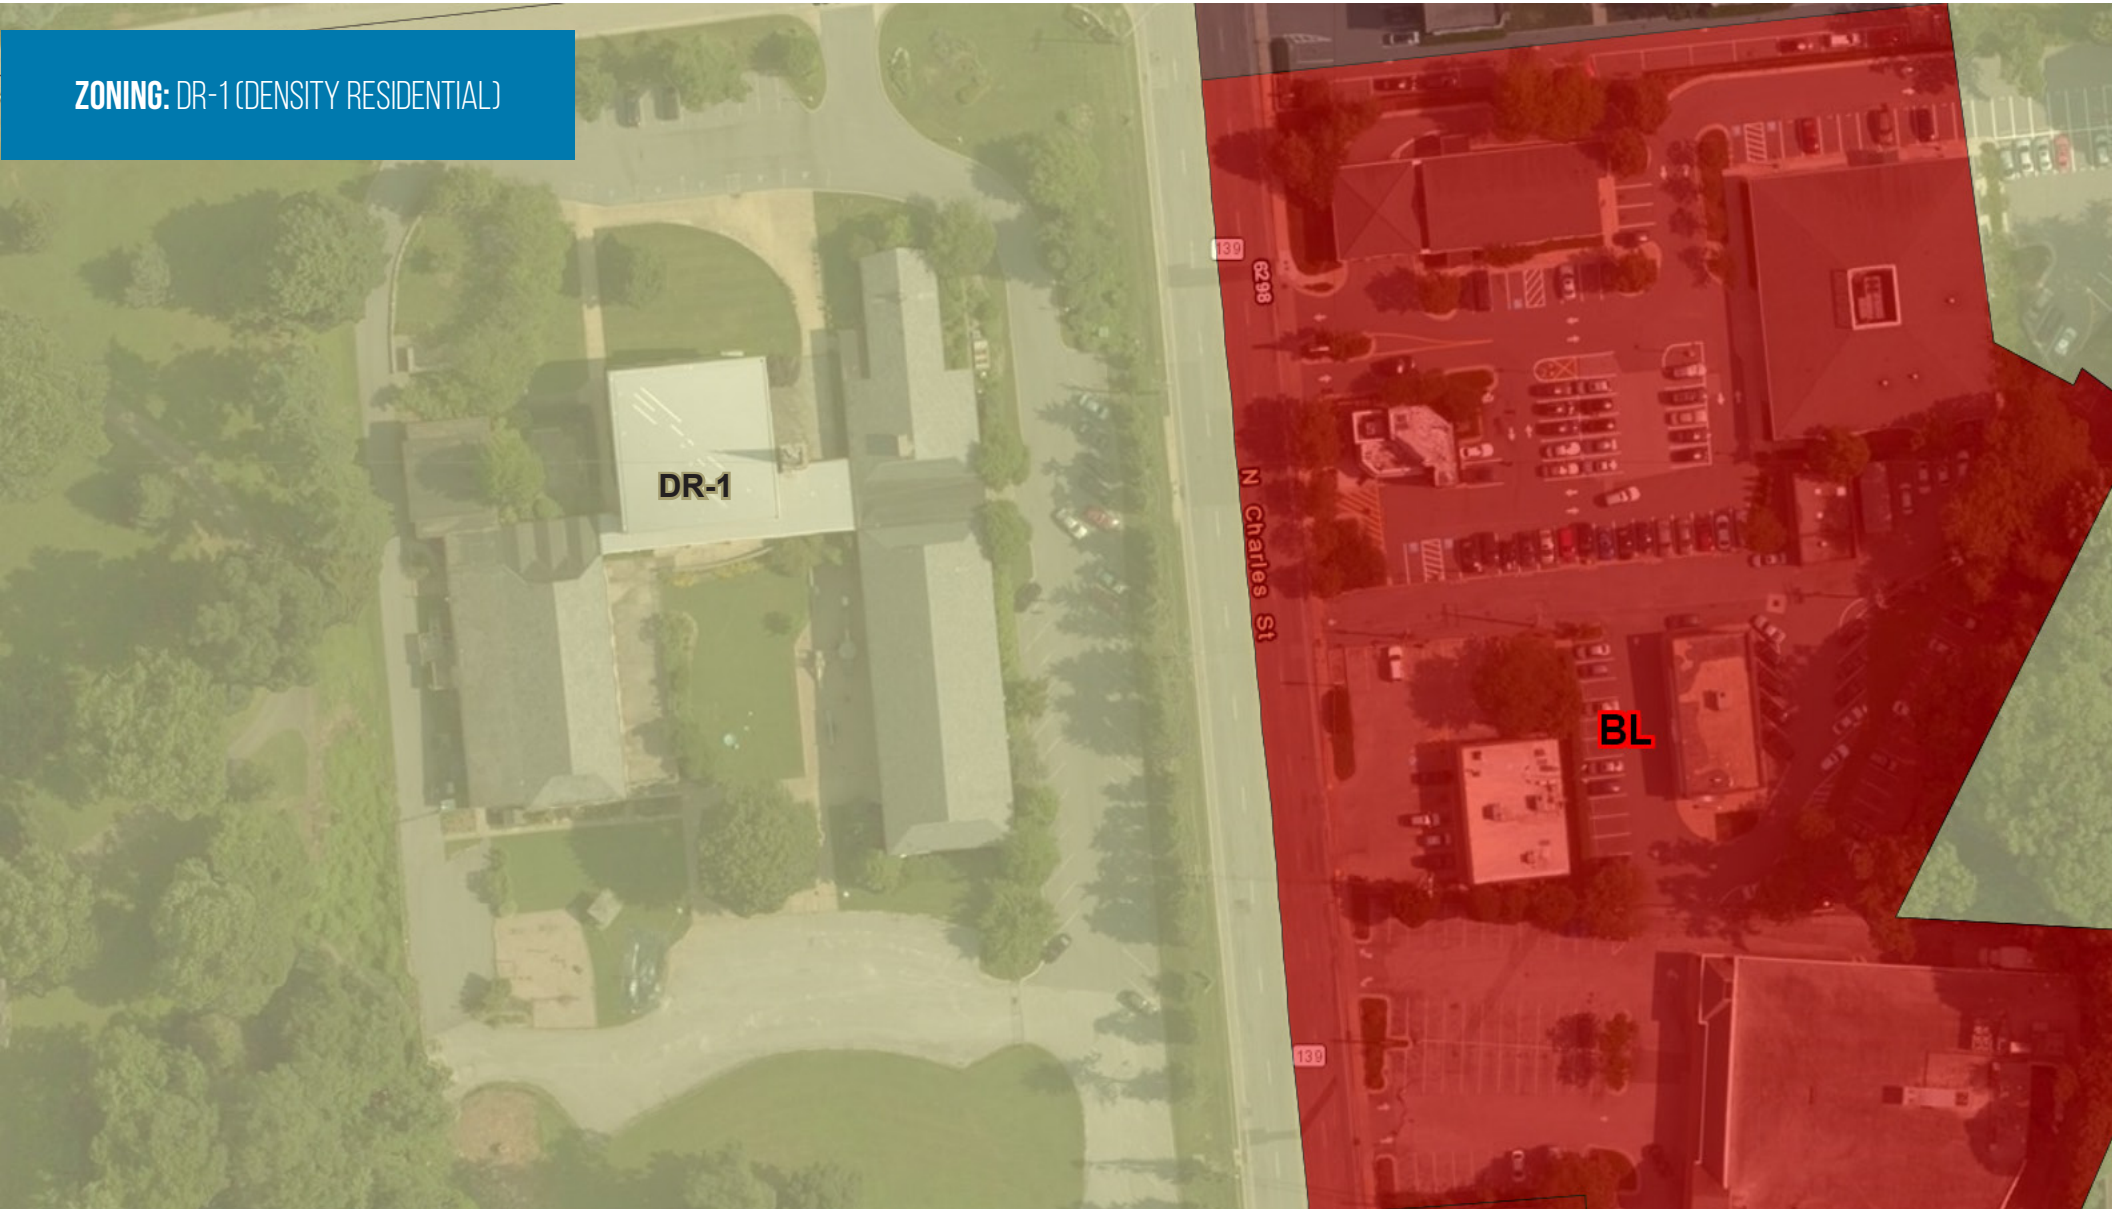 ZONING: DR-1 (DENSITY RESIDENTIAL)
139
6298
DR-1
N Charles St
BL
139